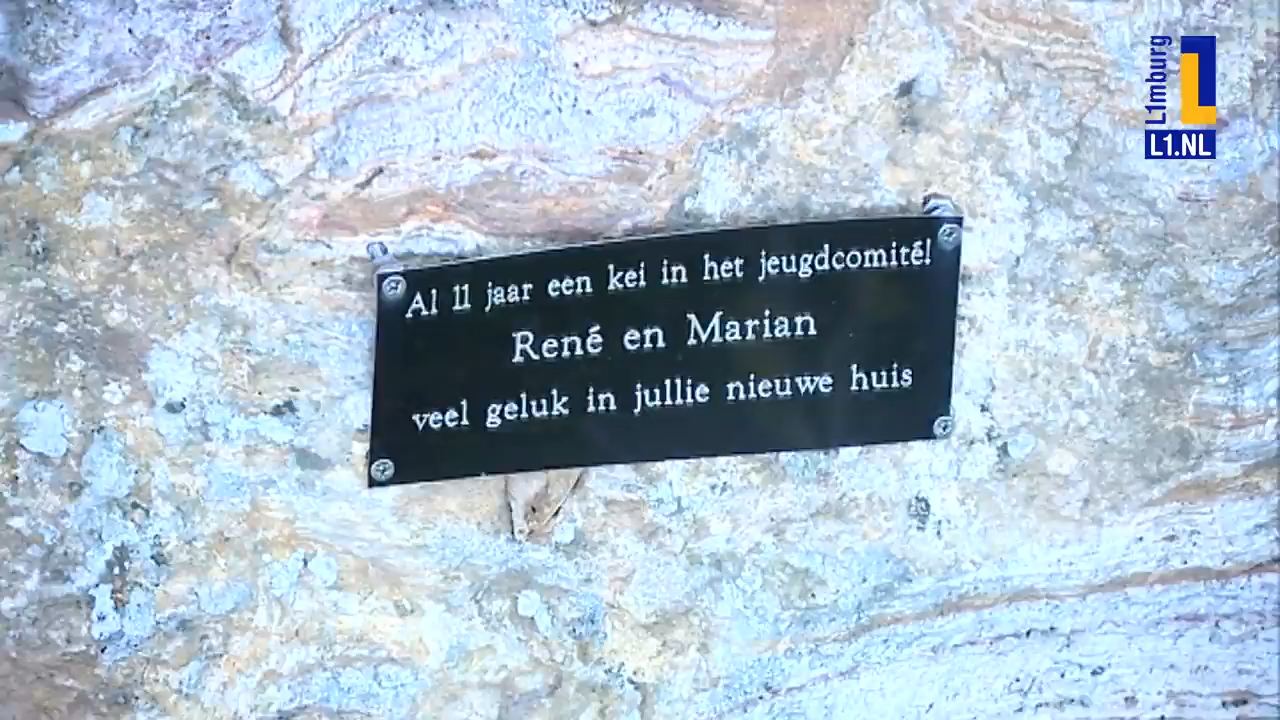 L1mburg
L1.NL
Al 11 jaar een kei in het jeugdcomité!
René en Marian
veel geluk in jullie nieuwe huis